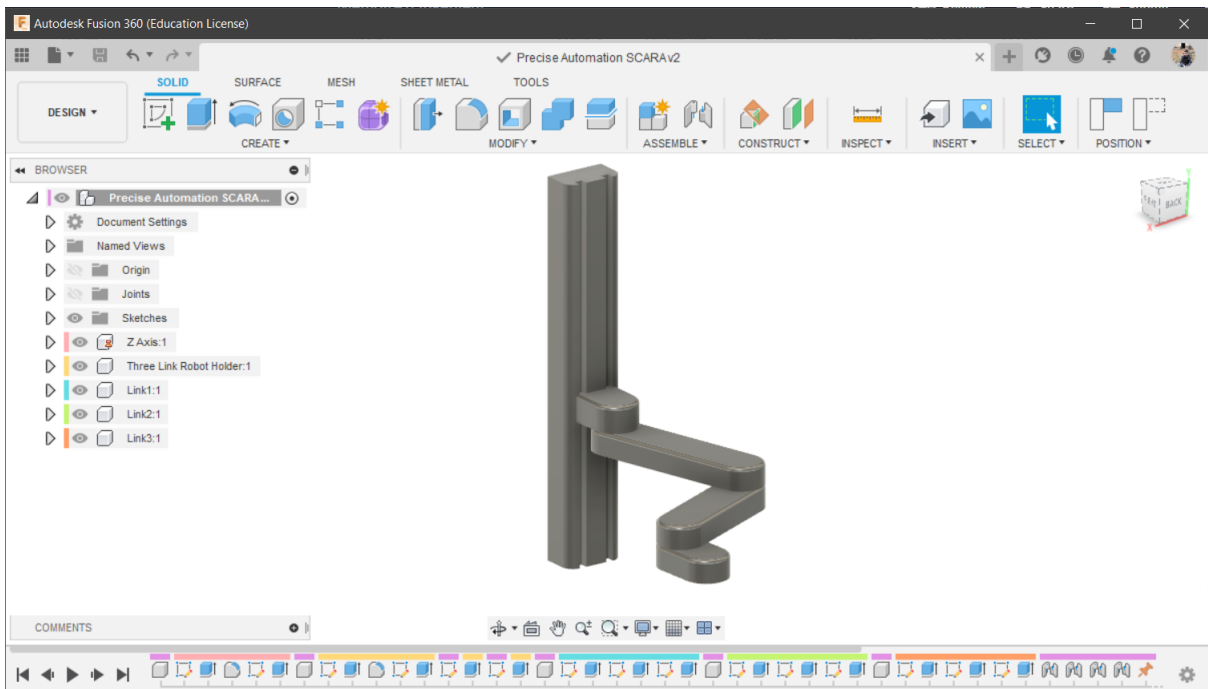 Autodesk Fusion 360 (Education License)
Precise Automation SCARA v2
SOLID SURFACE MESH SHEET METAL TOOLS
DESIGN
CREATE MODIFY ASSEMBLE CONSTRUCT INSPECT INSERT SELECT POSITION
BROWSER
Precise Automation SCARA...
Document Settings
Named Views
Origin
Joints
Sketches
Z Axis:1
Three Link Robot Holder:1
Link1:1
Link2:1
Link3:1
Y
BACK
X
COMMENTS